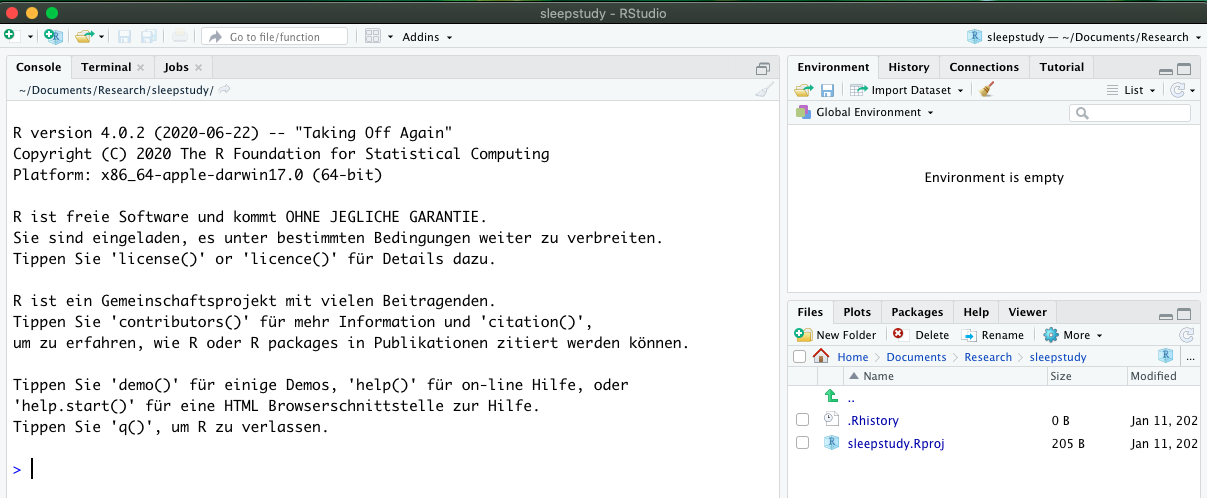 sleepstudy - RStudio
Go to file/function
Addins
sleepstudy — ~/Documents/Research
Console
Terminal
Jobs
~/Documents/Research/sleepstudy/
R version 4.0.2 (2020-06-22) -- "Taking Off Again"
Copyright (C) 2020 The R Foundation for Statistical Computing
Platform: x86_64-apple-darwin17.0 (64-bit)
R ist freie Software und kommt OHNE JEGLICHE GARANTIE.
Sie sind eingeladen, es unter bestimmten Bedingungen weiter zu verbreiten.
Tippen Sie 'license()' or 'licence()' für Details dazu.
R ist ein Gemeinschaftsprojekt mit vielen Beitragenden.
Tippen Sie 'contributors()' für mehr Information und 'citation()',
um zu erfahren, wie R oder R packages in Publikationen zitiert werden können.
Tippen Sie 'demo()' für einige Demos, 'help()' für on-line Hilfe, oder
'help.start()' für eine HTML Browserschnittstelle zur Hilfe.
Tippen Sie 'q()', um R zu verlassen.
>
Environment History Connections Tutorial
Import Dataset List
Global Environment
Environment is empty
Files Plots Packages Help Viewer
New Folder Delete Rename More
Home Documents Research sleepstudy ...
Name Size Modified
..
.Rhistory 0 B Jan 11, 202
sleepstudy.Rproj 205 B Jan 11, 202